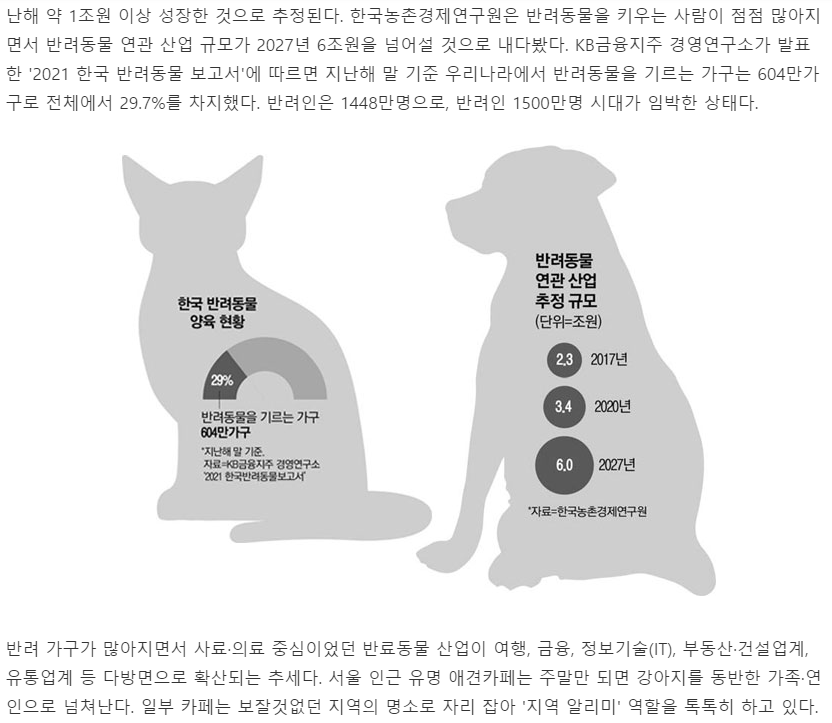 난해 약 1조원 이상 성장한 것으로 추정된다. 한국농촌경제연구원은 반려동물을 키우는 사람이 점점 많아지
면서 반려동물 연관 산업 규모가 2027년 6조원을 넘어설 것으로 내다봤다. KB금융지주 경영연구소가 발표
한 '2021 한국 반려동물 보고서'에 따르면 지난해 말 기준 우리나라에서 반려동물을 기르는 가구는 604만가
구로 전체에서 29.7%를 차지했다. 반려인은 1448만명으로, 반려인 1500만명 시대가 임박한 상태다.
한국 반려동물
양육 현황
29%
반려동물을 기르는 가구
604만가구
*지난해 말 기준.
자료=KB금융지주 경영연구소
'2021 한국반려동물보고서'
반려동물
연관 산업
추정 규모
(단위=조원)
2.3 2017년
3.4 2020년
6.0 2027년
*자료=한국농촌경제연구원
반려 가구가 많아지면서 사료·의료 중심이었던 반료동물 산업이 여행, 금융, 정보기술(IT), 부동산·건설업계,
유통업계 등 다방면으로 확산되는 추세다. 서울 인근 유명 애견카페는 주말만 되면 강아지를 동반한 가족·연
인으로 넘쳐난다. 일부 카페는 보잘것없던 지역의 명소로 자리 잡아 '지역 알리미' 역할을 톡톡히 하고 있다.